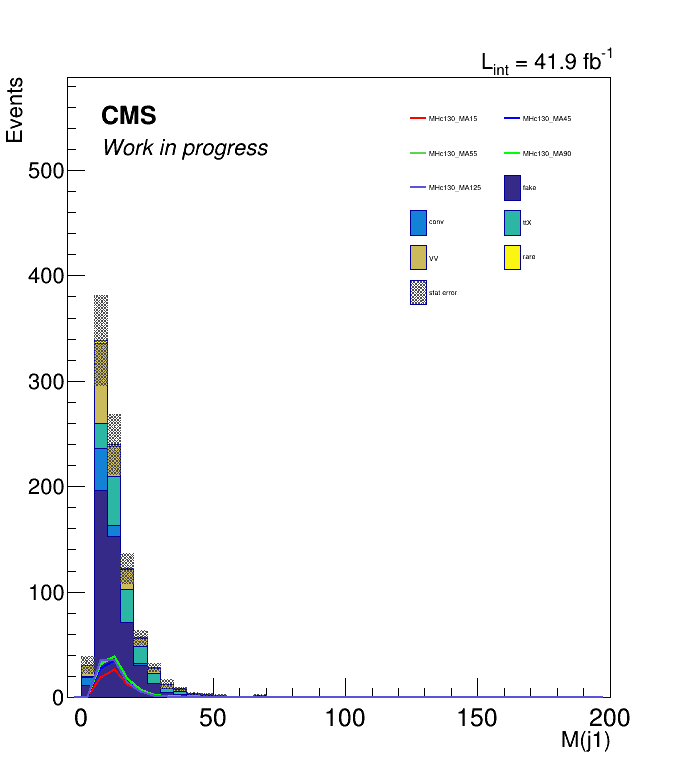 L_int = 41.9 fb^-1
Events
CMS
Work in progress
MHc130_MA15
MHc130_MA45
MHc130_MA55
MHc130_MA90
MHc130_MA125
fake
conv
ttX
VV
rare
stat error
500
400
300
200
100
0
0 50 100 150 200
M(j1)